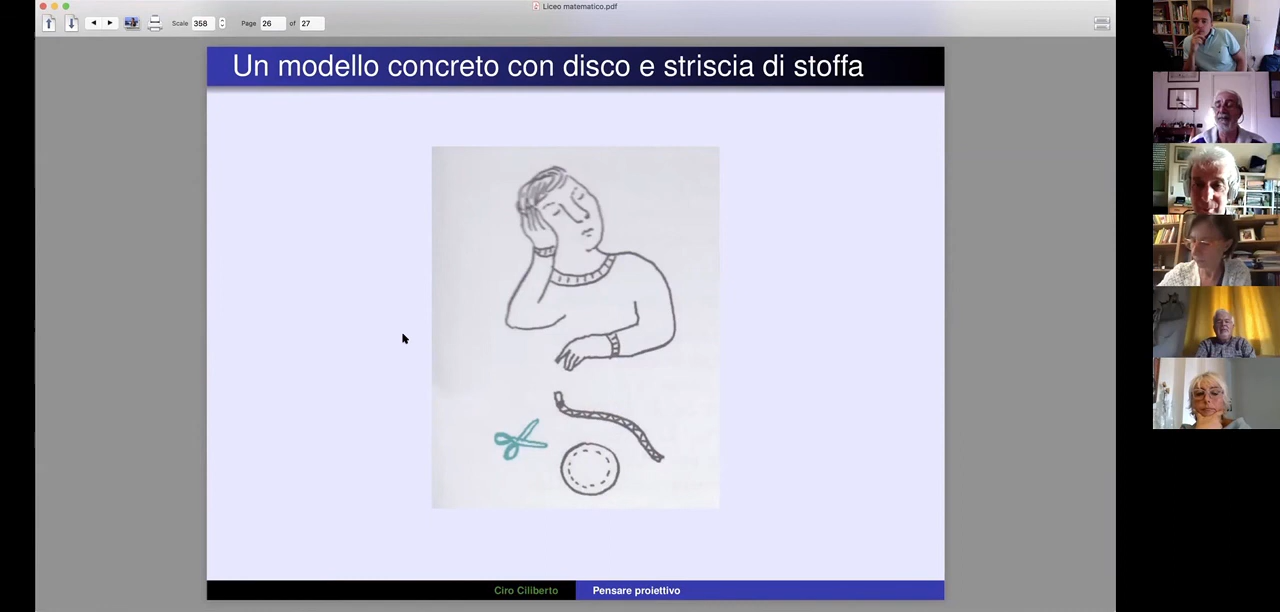 Liceo matematico.pdf
Scale 358 Page 26 of 27
Un modello concreto con disco e striscia di stoffa
Ciro Ciliberto Pensare proiettivo